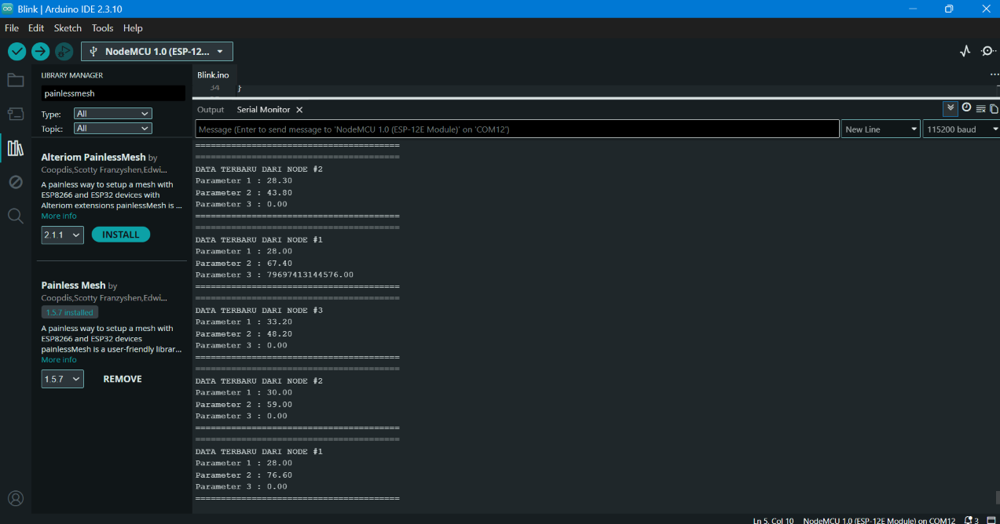 Blink | Arduino IDE 2.3.10
File Edit Sketch Tools Help
NodeMCU 1.0 (ESP-12...
LIBRARY MANAGER
painlessmesh
Type: All
Topic: All
Alteriom PainlessMesh by
Coopdis,Scotty Franzyshen,Edwi...
A painless way to setup a mesh with
ESP8266 and ESP32 devices with
Alteriom extensions painlessMesh is ...
More info
2.1.1 INSTALL
Painless Mesh by
Coopdis,Scotty Franzyshen,Edwi...
1.5.7 installed
A painless way to setup a mesh with
ESP8266 and ESP32 devices
painlessMesh is a user-friendly librar...
More info
1.5.7 REMOVE
Blink.ino
34 }
Output Serial Monitor
Message (Enter to send message to 'NodeMCU 1.0 (ESP-12E Module)' on 'COM12')
New Line 115200 baud
========================================
========================================
DATA TERBARU DARI NODE #2
Parameter 1 : 28.30
Parameter 2 : 43.80
Parameter 3 : 0.00
========================================
========================================
DATA TERBARU DARI NODE #1
Parameter 1 : 28.00
Parameter 2 : 67.40
Parameter 3 : 79697413144576.00
========================================
========================================
DATA TERBARU DARI NODE #3
Parameter 1 : 33.20
Parameter 2 : 48.20
Parameter 3 : 0.00
========================================
========================================
DATA TERBARU DARI NODE #2
Parameter 1 : 30.00
Parameter 2 : 59.00
Parameter 3 : 0.00
========================================
========================================
DATA TERBARU DARI NODE #1
Parameter 1 : 28.00
Parameter 2 : 76.60
Parameter 3 : 0.00
========================================
Ln 5, Col 10 NodeMCU 1.0 (ESP-12E Module) on COM12 3